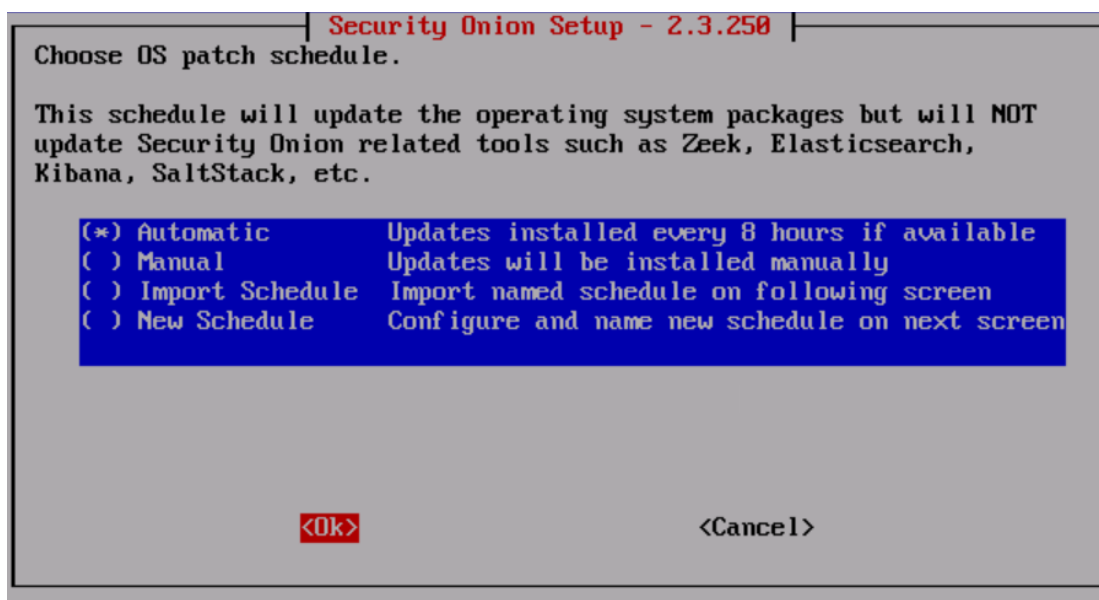 Security Onion Setup - 2.3.250
Choose OS patch schedule.
This schedule will update the operating system packages but will NOT
update Security Onion related tools such as Zeek, Elasticsearch,
Kibana, SaltStack, etc.
(*) Automatic Updates installed every 8 hours if available
( ) Manual Updates will be installed manually
( ) Import Schedule Import named schedule on following screen
( ) New Schedule Configure and name new schedule on next screen
<Ok> <Cancel>